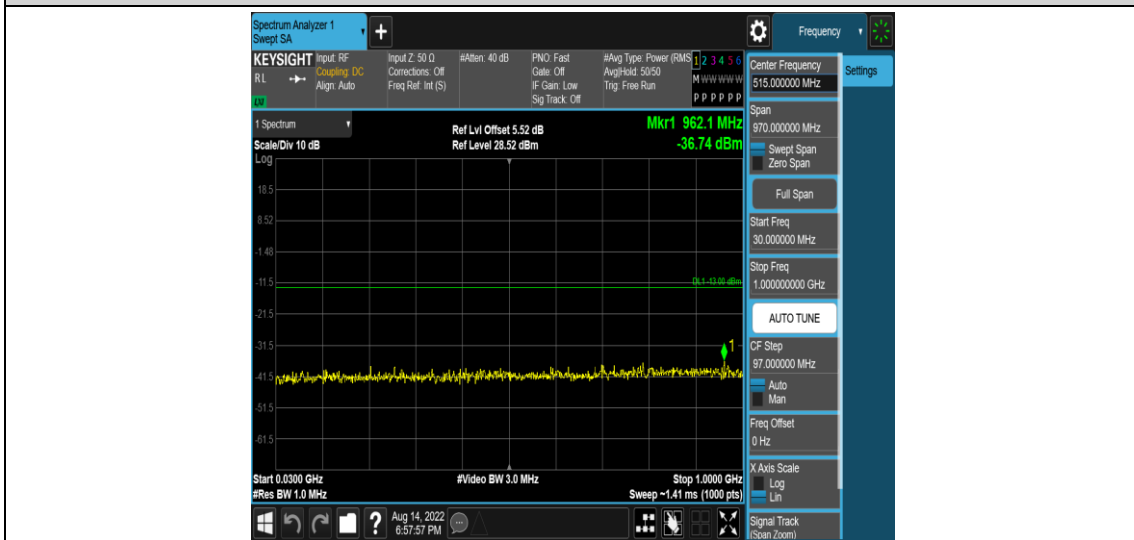 Spectrum Analyzer 1
Swept SA
+
Frequency
KEYSIGHT
RL
Input: RF
Coupling: DC
Align: Auto
Input Z: 50 Ω
Corrections: Off
Freq Ref: Int (S)
#Atten: 40 dB
PNO: Fast
Gate: Off
IF Gain: Low
Sig Track: Off
#Avg Type: Power (RMS
Avg|Hold: 50/50
Trig: Free Run
1 2 3 4 5 6
M W W W W W
P P P P P P
1 Spectrum
Scale/Div 10 dB
Log
Ref Lvl Offset 5.52 dB
Ref Level 28.52 dBm
Mkr1 962.1 MHz
-36.74 dBm
18.5
8.52
-1.48
-11.5
DL1 -13.00 dBm
-21.5
-31.5
1
-41.5
-51.5
-61.5
Start 0.0300 GHz
#Res BW 1.0 MHz
#Video BW 3.0 MHz
Stop 1.0000 GHz
Sweep ~1.41 ms (1000 pts)
Center Frequency
515.000000 MHz
Settings
Span
970.000000 MHz
Swept Span
Zero Span
Full Span
Start Freq
30.000000 MHz
Stop Freq
1.000000000 GHz
AUTO TUNE
CF Step
97.000000 MHz
Auto
Man
Freq Offset
0 Hz
X Axis Scale
Log
Lin
Signal Track
(Span Zoom)
?
Aug 14, 2022
6:57:57 PM